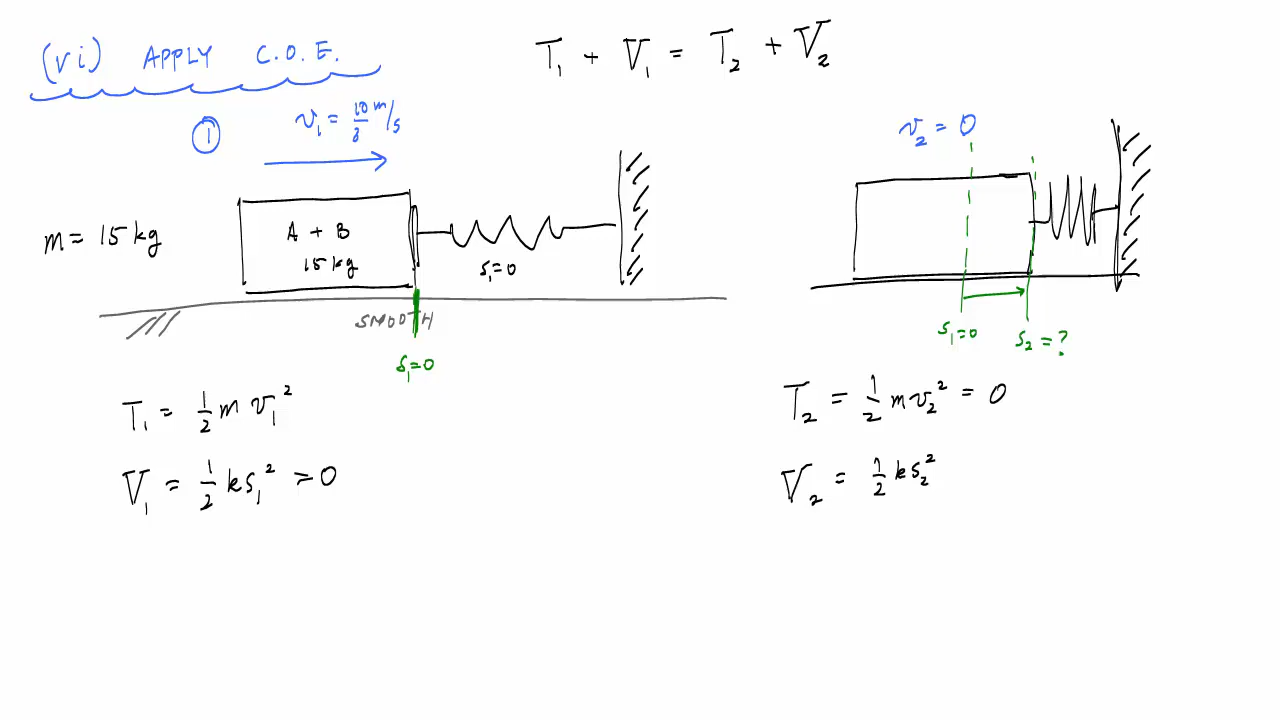 (vi) APPLY C.O.E.
T₁ + V₁ = T₂ + V₂
①
v₁ = 10/3 m/s
v₂ = 0
m = 15 kg
A + B
15 kg
s₁=0
SMOOTH
s₁=0
s₁=0
s₂ = ?
T₁ = 1/2 m v₁²
T₂ = 1/2 m v₂² = 0
V₁ = 1/2 k s₁² = 0
V₂ = 1/2 k s₂²